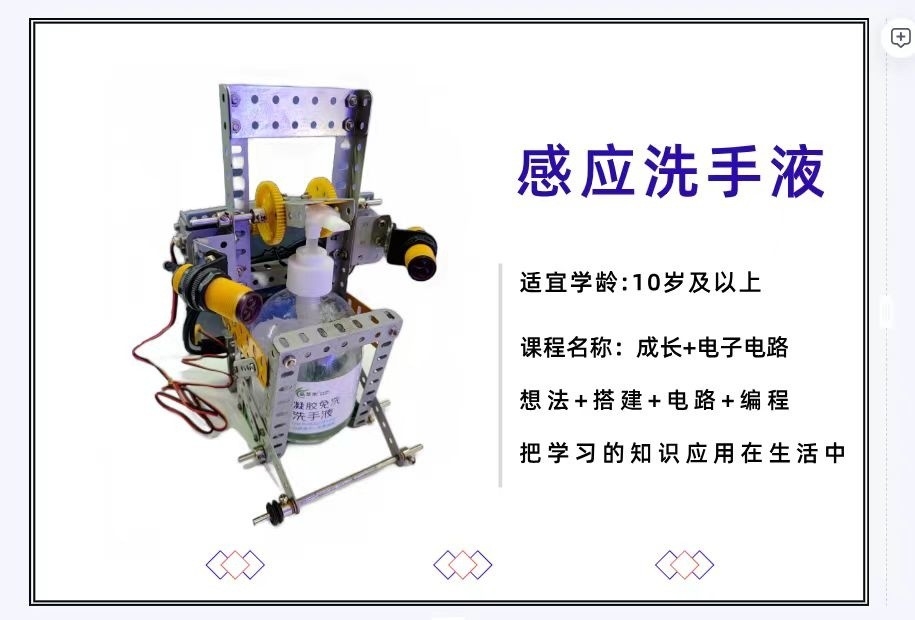 感应洗手液
适宜学龄:10岁及以上
课程名称：成长+电子电路
想法+搭建+电路+编程
把学习的知识应用在生活中
凝胶免洗
洗手液